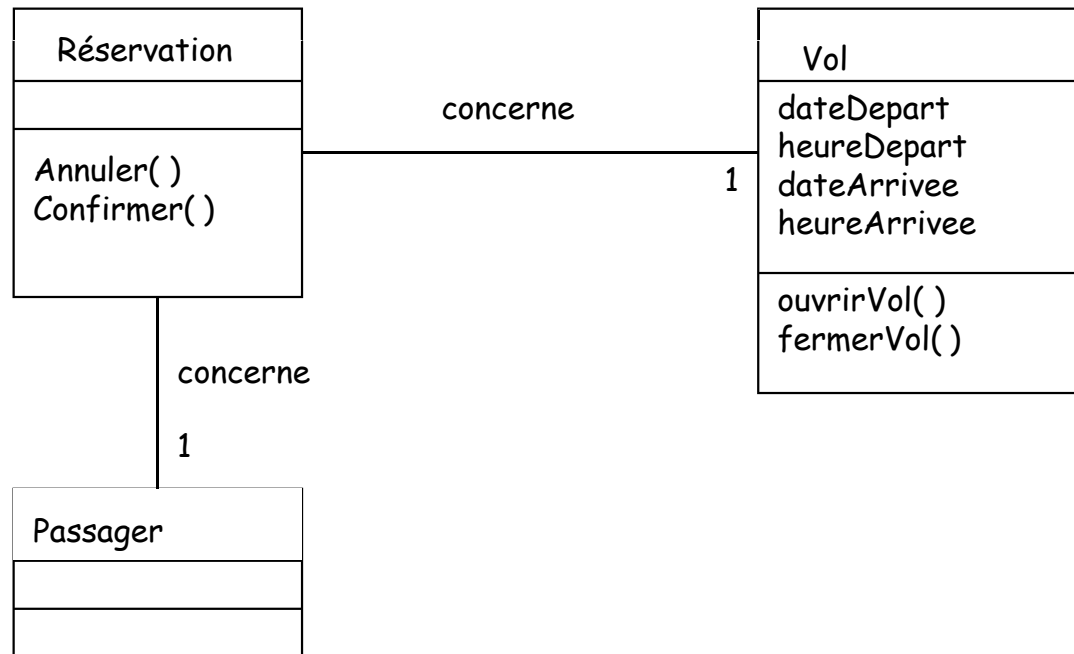 Réservation
Annuler( )
Confirmer( )
concerne
1
Vol
dateDepart
heureDepart
dateArrivee
heureArrivee
ouvrirVol( )
fermerVol( )
concerne
1
Passager